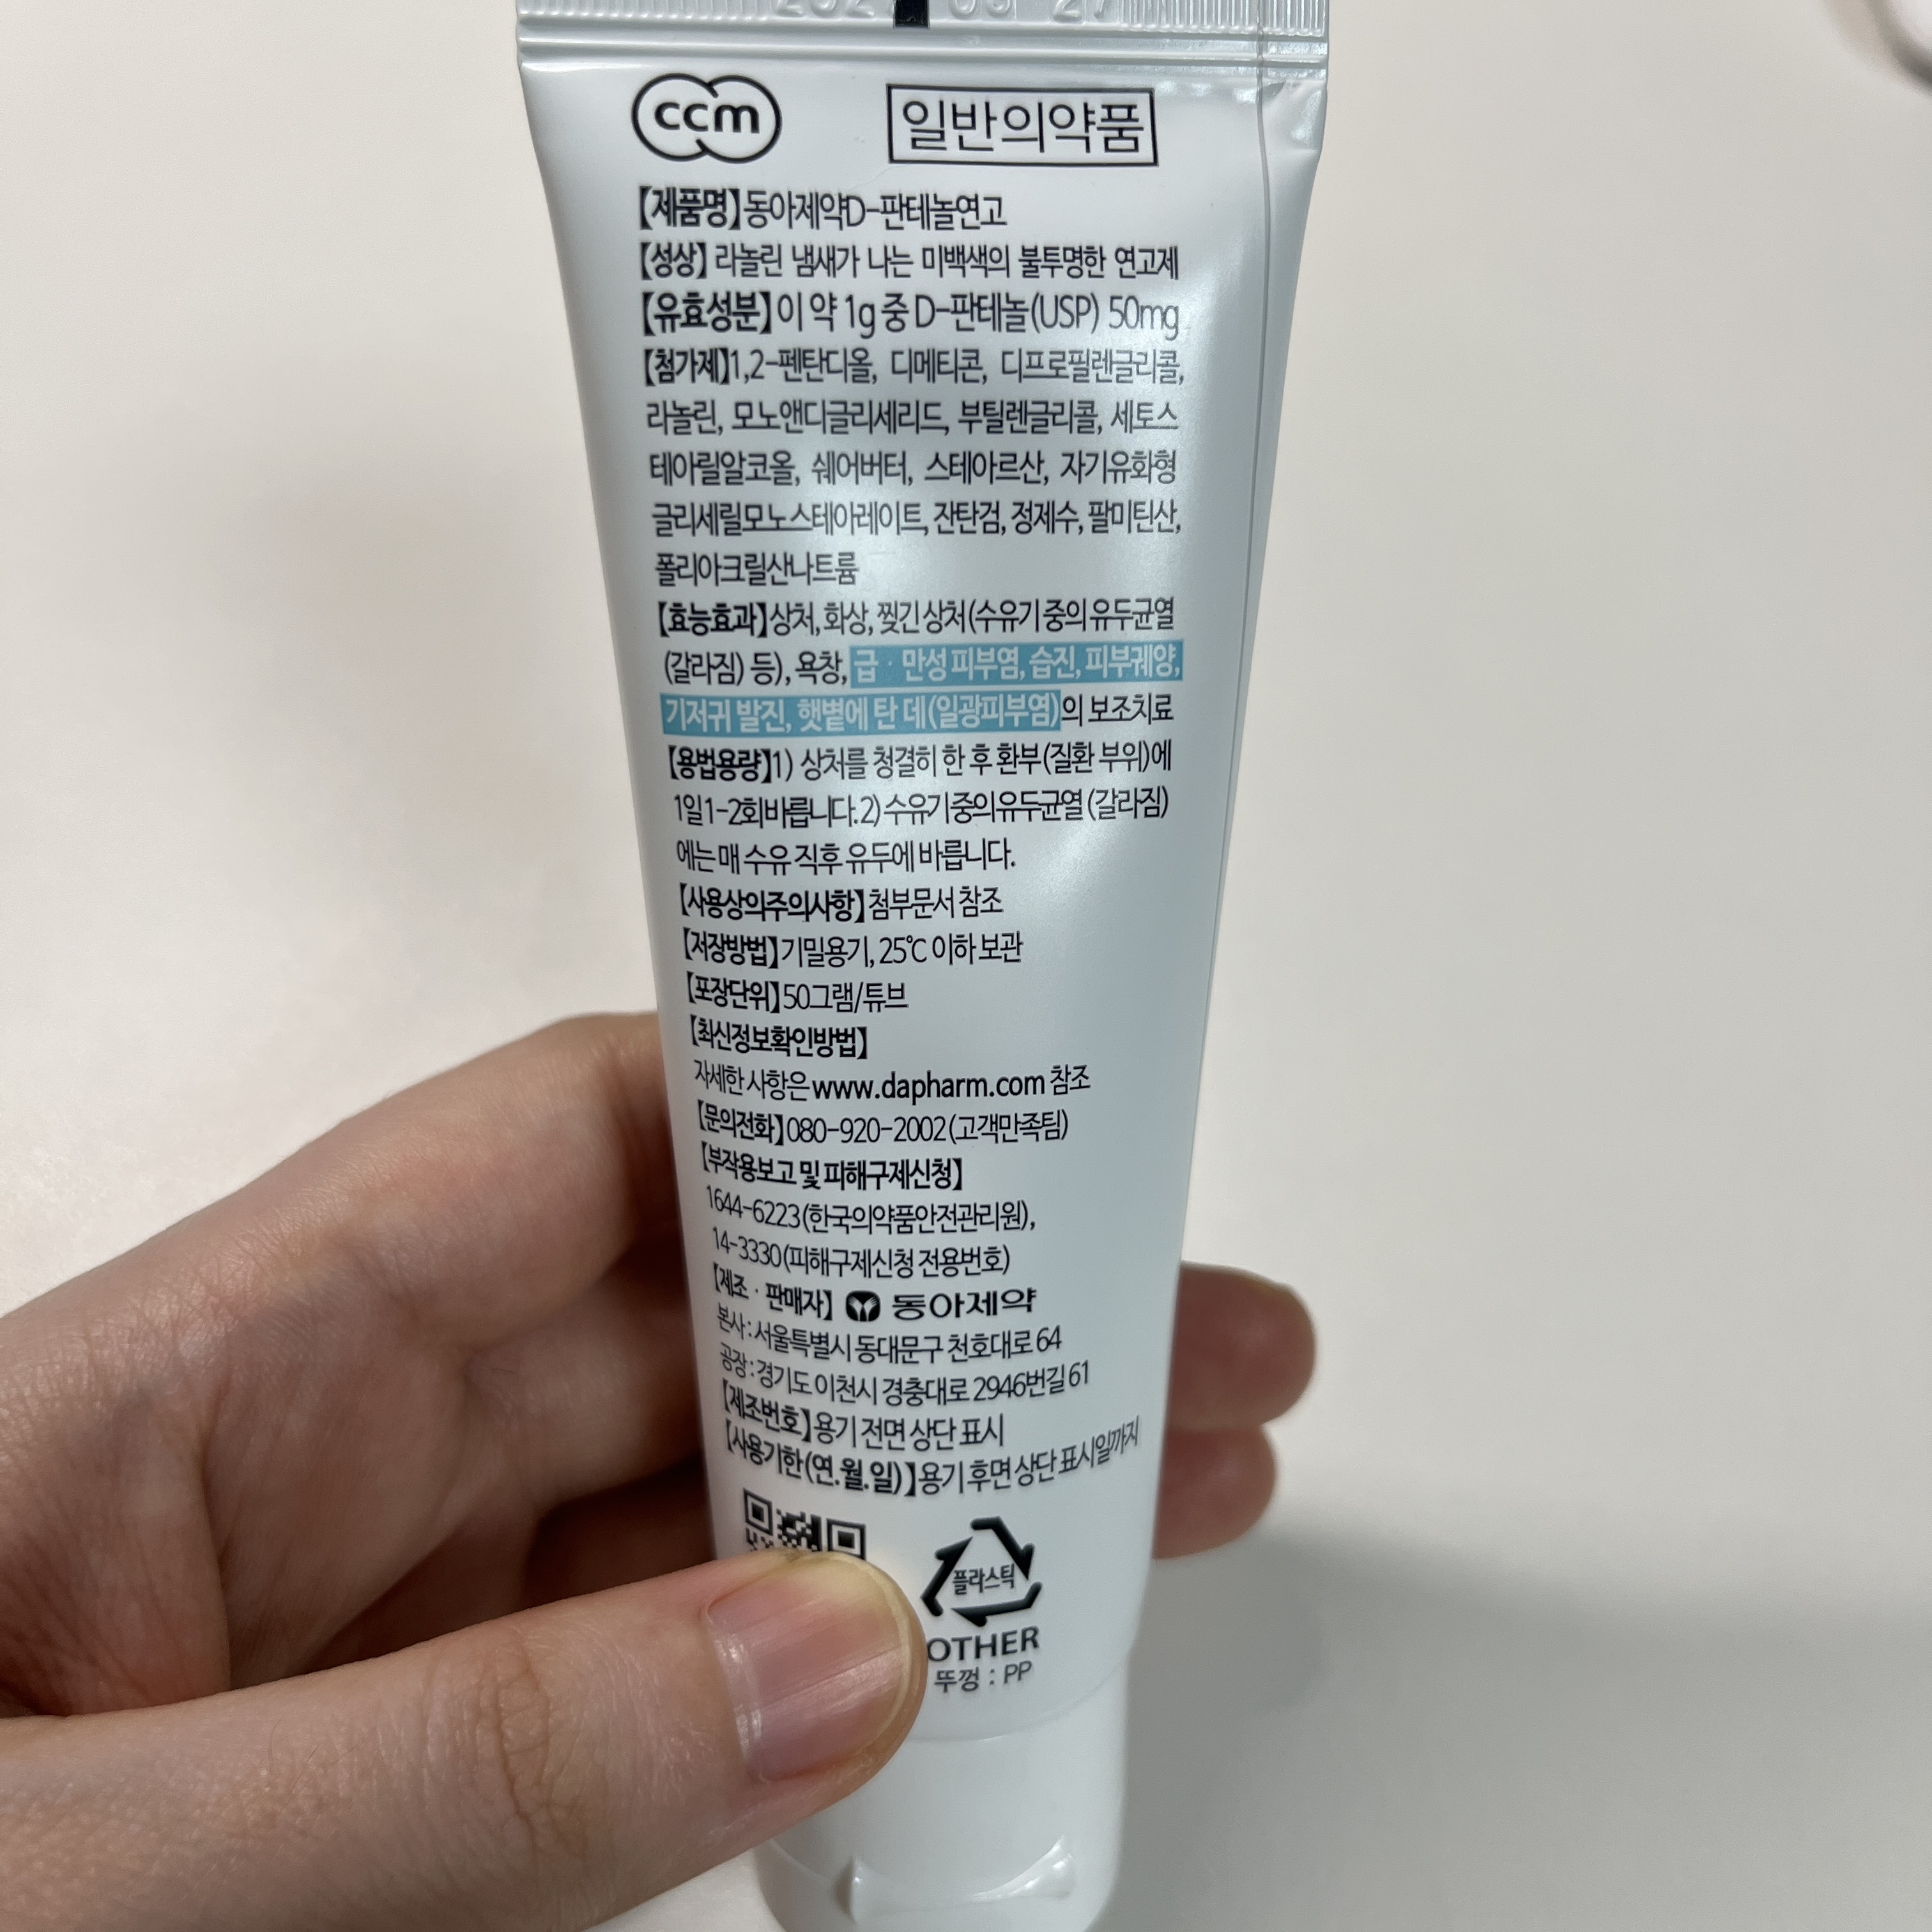 ccm 일반의약품
【제품명】동아제약D-판테놀연고
【성상】 라놀린 냄새가 나는 미백색의 불투명한 연고제
【유효성분】이 약 1g 중 D-판테놀(USP) 50mg
【첨가제】1,2-펜탄디올, 디메티콘, 디프로필렌글리콜,
라놀린, 모노앤디글리세리드, 부틸렌글리콜, 세토스
테아릴알코올, 쉐어버터, 스테아르산, 자기유화형
글리세릴모노스테아레이트, 잔탄검, 정제수, 팔미틴산,
폴리아크릴산나트륨
【효능효과】상처, 화상, 찢긴 상처(수유기 중의 유두균열
(갈라짐) 등), 욕창, 급 · 만성 피부염, 습진, 피부궤양,
기저귀 발진, 햇볕에 탄 데(일광피부염)의 보조치료
【용법용량】1) 상처를 청결히 한 후 환부(질환 부위)에
1일 1-2회 바릅니다. 2) 수유기 중의 유두균열 (갈라짐)
에는 매 수유 직후 유두에 바릅니다.
【사용상의주의사항】첨부문서 참조
【저장방법】기밀용기, 25℃ 이하 보관
【포장단위】50그램/튜브
【최신정보확인방법】
자세한 사항은 www.dapharm.com 참조
【문의전화】080-920-2002(고객만족팀)
【부작용보고 및 피해구제신청】
1644-6223(한국의약품안전관리원),
14-3330(피해구제신청 전용번호)
【제조 · 판매자】 동아제약
본사 : 서울특별시 동대문구 천호대로 64
공장 : 경기도 이천시 경충대로 2946번길 61
【제조번호】용기 전면 상단 표시
【사용기한(연.월.일)】용기 후면 상단 표시일까지
플라스틱
OTHER
뚜껑 : PP